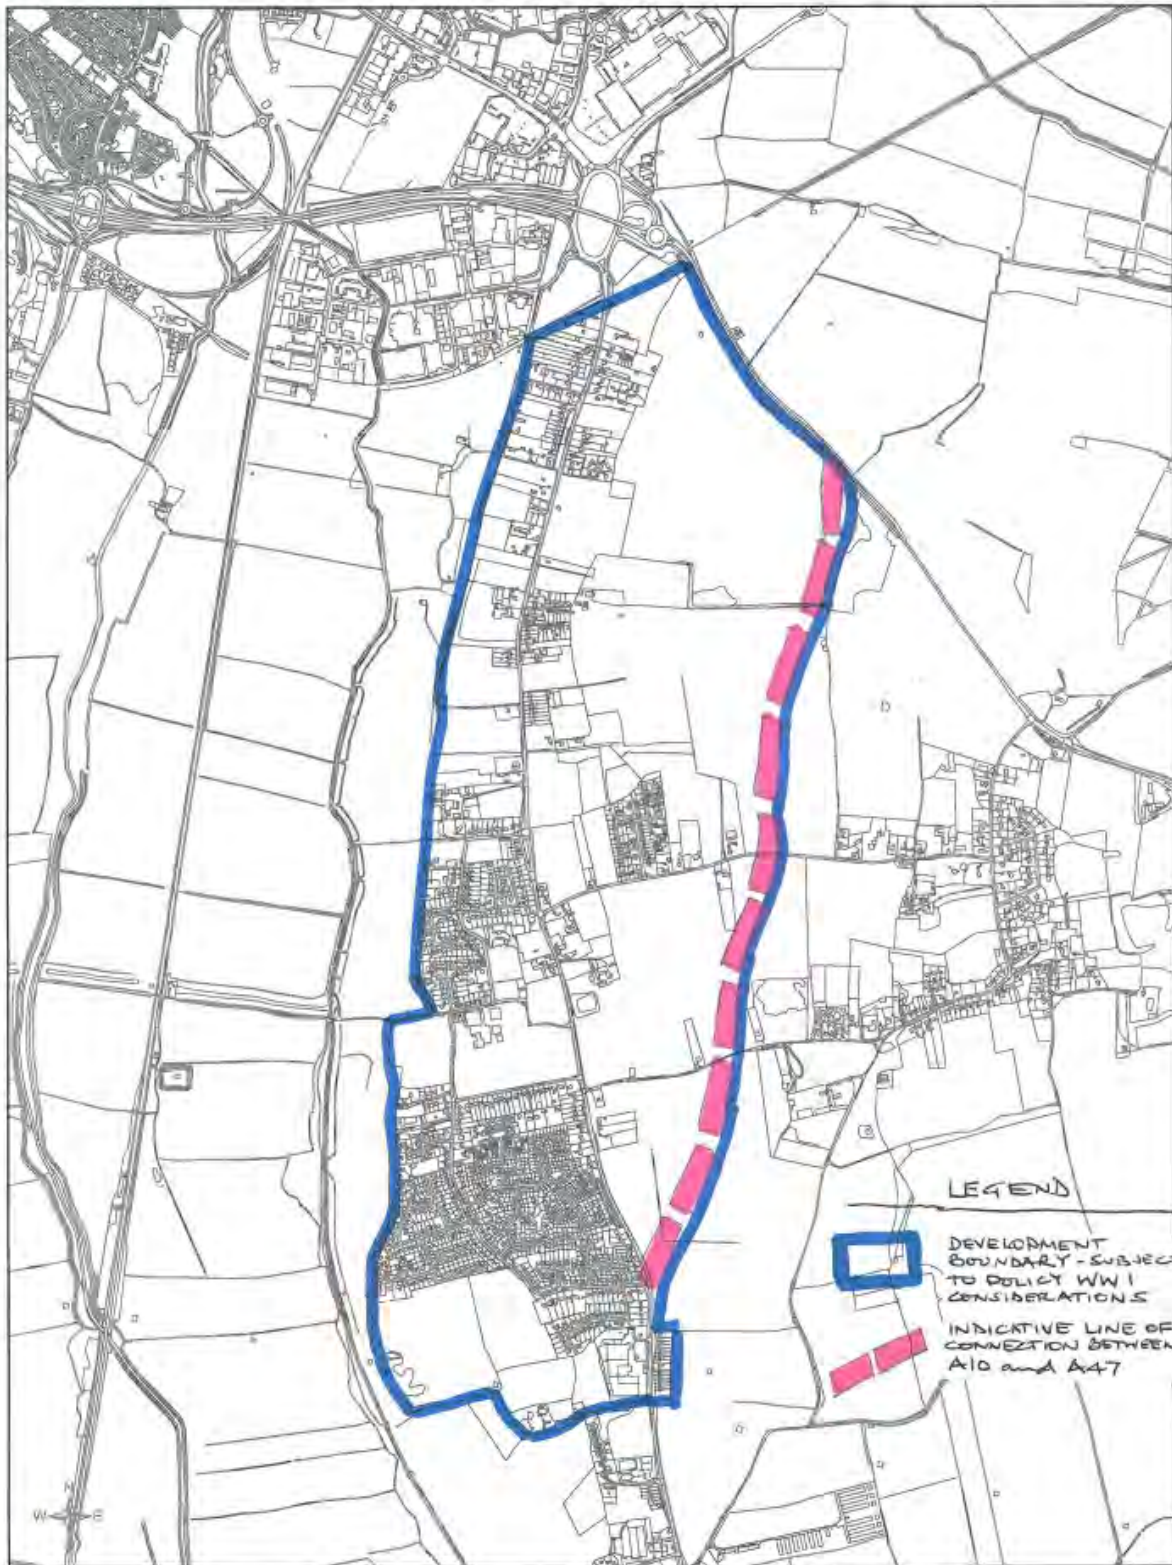 LEGEND
DEVELOPMENT
BOUNDARY - SUBJEC
TO POLICY WW1
CONSIDERATIONS
INDICATIVE LINE OF
CONNECTION BETWEEN
A10 and A47
N
W E